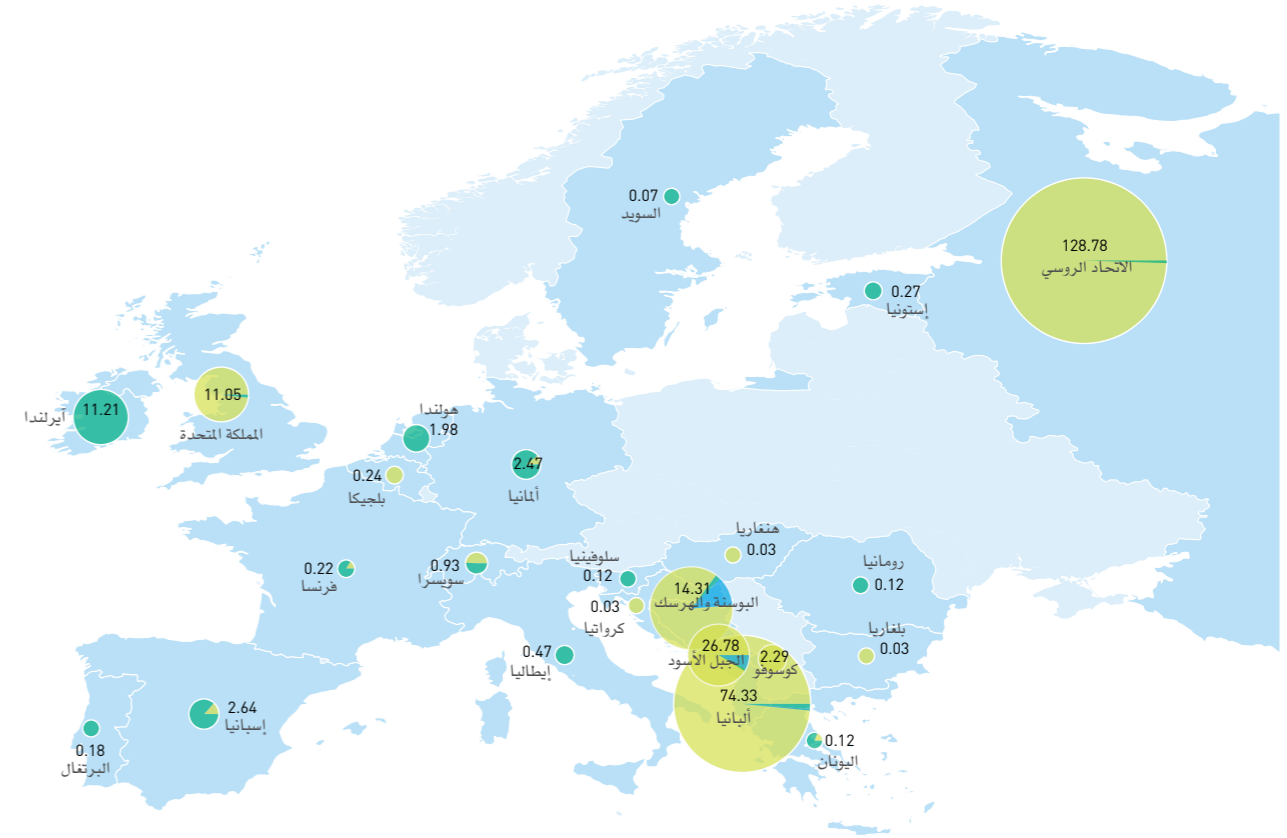 0.07
السويد
128.78
الاتحاد الروسي
0.27
إستونيا
11.21
آيرلندا
11.05
المملكة المتحدة
هولندا
1.98
2.47
ألمانيا
0.24
بلجيكا
0.22
فرنسا
0.93
سويسرا
سلوفينيا
0.12
هنغاريا
0.03
رومانيا
0.12
14.31
البوسنة والهرسك
0.03
كرواتيا
بلغاريا
0.03
0.47
إيطاليا
26.78
الجبل الأسود
2.29
كوسوفو
74.33
ألبانيا
2.64
إسبانيا
0.18
البرتغال
0.12
اليونان